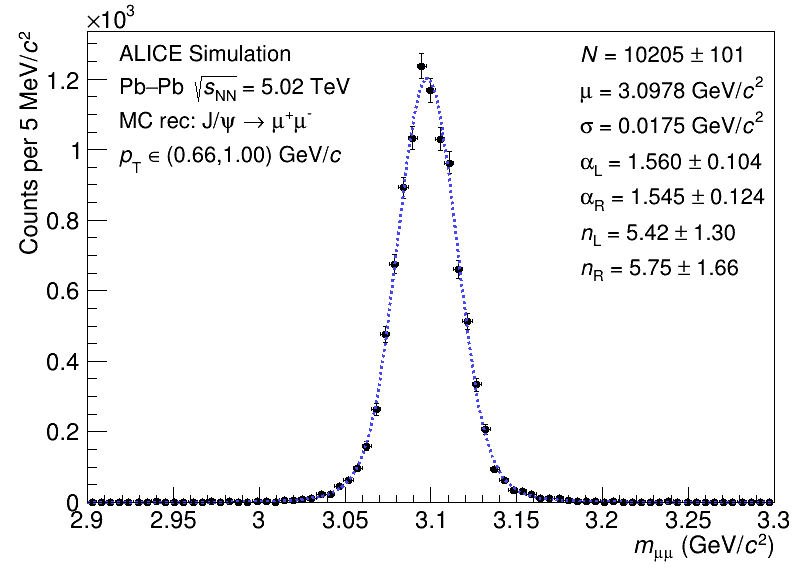 ×10³
Counts per 5 MeV/c²
ALICE Simulation
Pb–Pb √s_NN = 5.02 TeV
MC rec: J/ψ → μ⁺μ⁻
p_T ∈ (0.66,1.00) GeV/c
N = 10205 ± 101
μ = 3.0978 GeV/c²
σ = 0.0175 GeV/c²
α_L = 1.560 ± 0.104
α_R = 1.545 ± 0.124
n_L = 5.42 ± 1.30
n_R = 5.75 ± 1.66
1.2
1
0.8
0.6
0.4
0.2
0
2.9 2.95 3 3.05 3.1 3.15 3.2 3.25 3.3
m_μμ (GeV/c²)